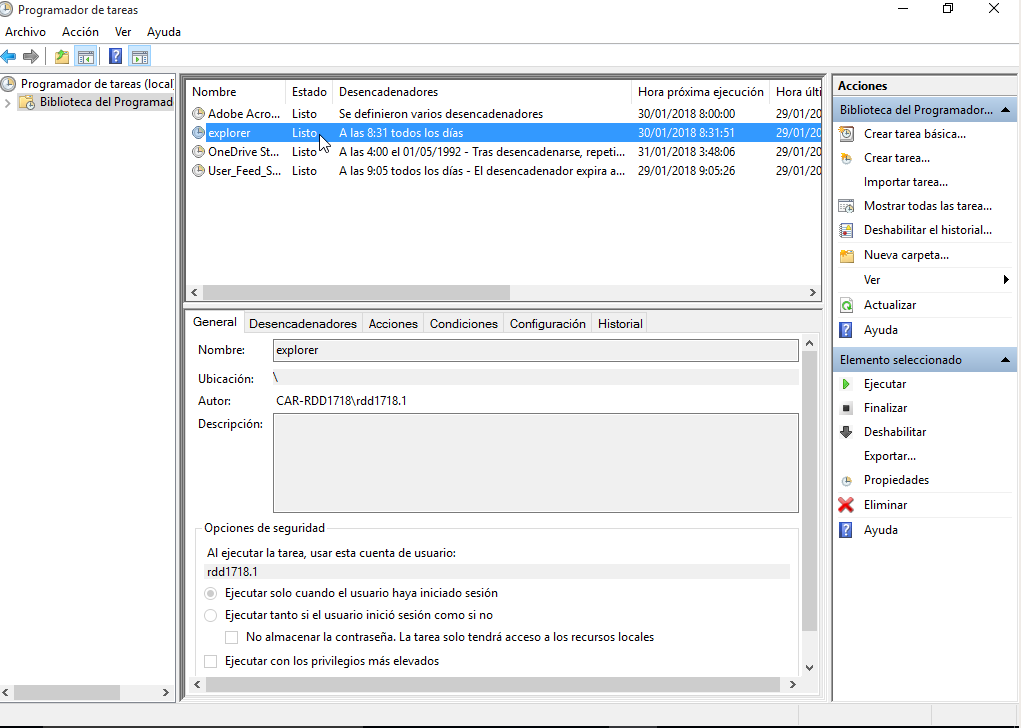 Programador de tareas
Archivo Acción Ver Ayuda
Programador de tareas (local
Biblioteca del Programad
Nombre Estado Desencadenadores Hora próxima ejecución Hora últi
Adobe Acro... Listo Se definieron varios desencadenadores 30/01/2018 8:00:00 29/01/20
explorer Listo A las 8:31 todos los días 30/01/2018 8:31:51 29/01/20
OneDrive St... Listo A las 4:00 el 01/05/1992 - Tras desencadenarse, repeti... 31/01/2018 3:48:06 29/01/20
User_Feed_S... Listo A las 9:05 todos los días - El desencadenador expira a... 29/01/2018 9:05:26 29/01/20
General Desencadenadores Acciones Condiciones Configuración Historial
Nombre: explorer
Ubicación: \
Autor: CAR-RDD1718\rdd1718.1
Descripción:
Opciones de seguridad
Al ejecutar la tarea, usar esta cuenta de usuario:
rdd1718.1
Ejecutar solo cuando el usuario haya iniciado sesión
Ejecutar tanto si el usuario inició sesión como si no
No almacenar la contraseña. La tarea solo tendrá acceso a los recursos locales
Ejecutar con los privilegios más elevados
Acciones
Biblioteca del Programador...
Crear tarea básica...
Crear tarea...
Importar tarea...
Mostrar todas las tarea...
Deshabilitar el historial...
Nueva carpeta...
Ver
Actualizar
Ayuda
Elemento seleccionado
Ejecutar
Finalizar
Deshabilitar
Exportar...
Propiedades
Eliminar
Ayuda